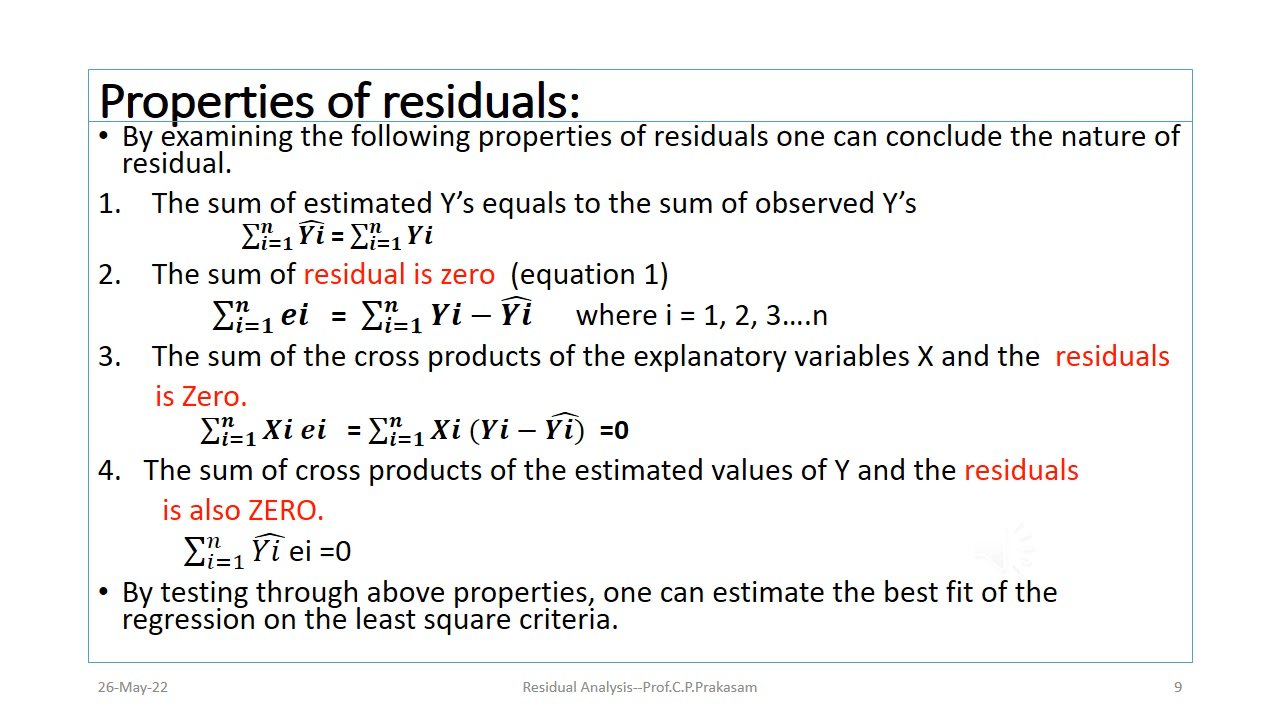 Properties of residuals:
• By examining the following properties of residuals one can conclude the nature of
residual.
1. The sum of estimated Y’s equals to the sum of observed Y’s
∑ⁿᵢ₌₁ Ŷi = ∑ⁿᵢ₌₁ Yi
2. The sum of residual is zero (equation 1)
∑ⁿᵢ₌₁ ei = ∑ⁿᵢ₌₁ Yi − Ŷi where i = 1, 2, 3….n
3. The sum of the cross products of the explanatory variables X and the residuals
is Zero.
∑ⁿᵢ₌₁ Xi ei = ∑ⁿᵢ₌₁ Xi (Yi − Ŷi) =0
4. The sum of cross products of the estimated values of Y and the residuals
is also ZERO.
∑ⁿᵢ₌₁ Ŷi ei =0
• By testing through above properties, one can estimate the best fit of the
regression on the least square criteria.
26-May-22 Residual Analysis--Prof.C.P.Prakasam 9